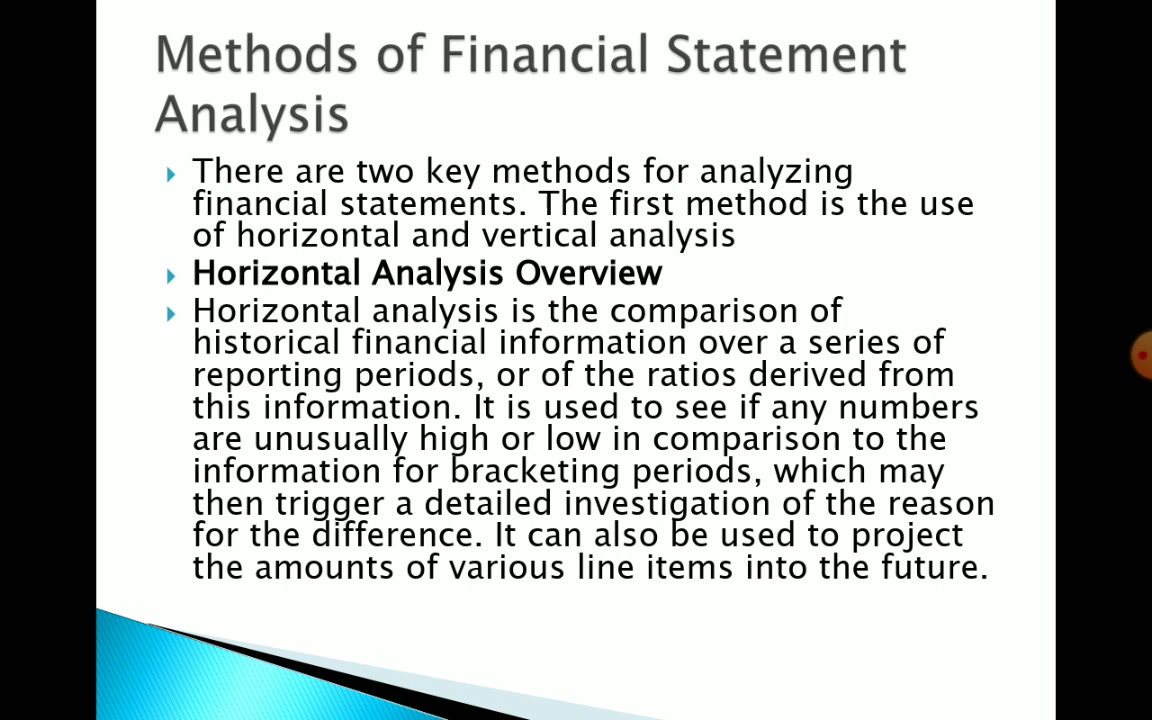 Methods of Financial Statement
Analysis
There are two key methods for analyzing
financial statements. The first method is the use
of horizontal and vertical analysis
Horizontal Analysis Overview
Horizontal analysis is the comparison of
historical financial information over a series of
reporting periods, or of the ratios derived from
this information. It is used to see if any numbers
are unusually high or low in comparison to the
information for bracketing periods, which may
then trigger a detailed investigation of the reason
for the difference. It can also be used to project
the amounts of various line items into the future.